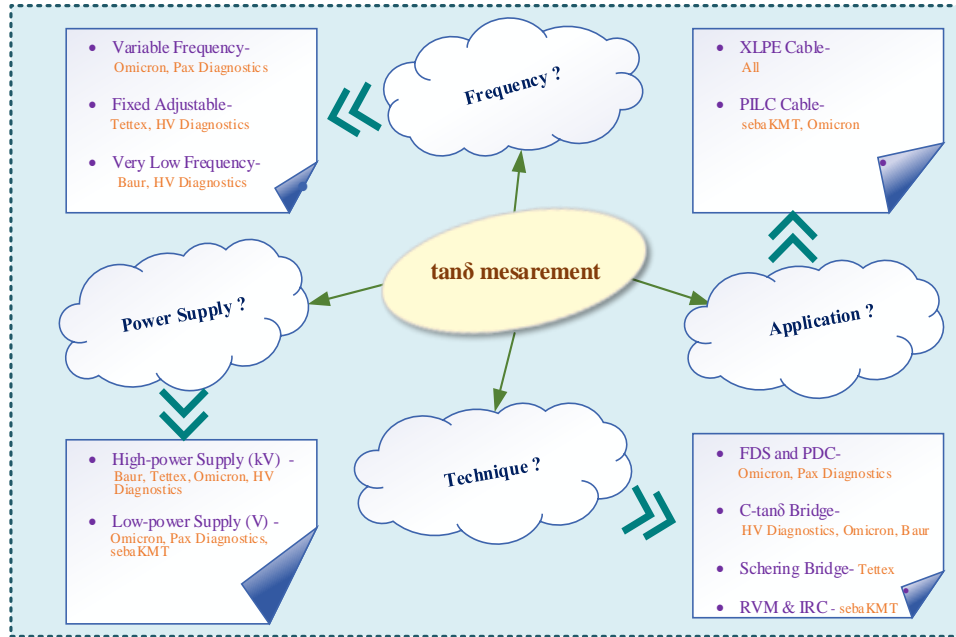 Variable Frequency-
Omicron, Pax Diagnostics
Fixed Adjustable-
Tettex, HV Diagnostics
Very Low Frequency-
Baur, HV Diagnostics
Frequency ?
XLPE Cable-
All
PILC Cable-
sebaKMT, Omicron
tanδ mesarement
Power Supply ?
Application ?
High-power Supply (kV) -
Baur, Tettex, Omicron, HV
Diagnostics
Low-power Supply (V) -
Omicron, Pax Diagnostics,
sebaKMT
Technique ?
FDS and PDC-
Omicron, Pax Diagnostics
C-tanδ Bridge-
HV Diagnostics, Omicron, Baur
Schering Bridge- Tettex
RVM & IRC - sebaKMT